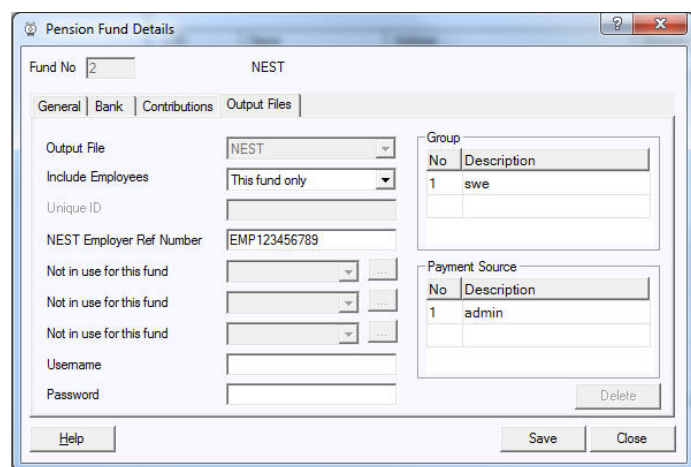 Pension Fund Details
Fund No 2 NEST
General Bank Contributions Output Files
Output File NEST
Include Employees This fund only
Unique ID
NEST Employer Ref Number EMP123456789
Not in use for this fund ...
Not in use for this fund ...
Not in use for this fund ...
Username
Password
Group
No Description
1 swe
Payment Source
No Description
1 admin
Delete
Help Save Close